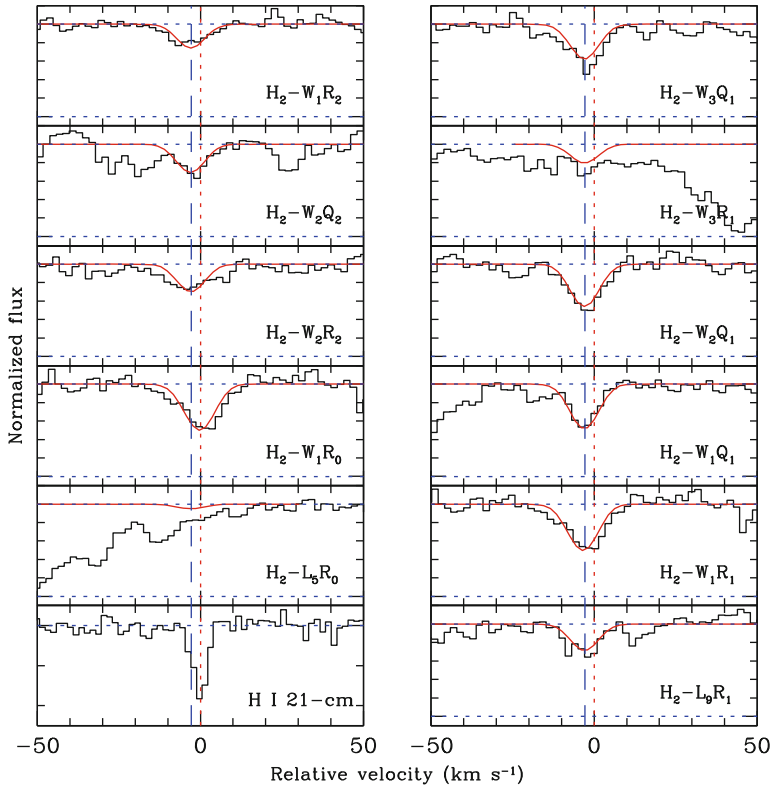 H₂−W₁R₂
H₂−W₃Q₁
H₂−W₂Q₂
H₂−W₃R₁
H₂−W₂R₂
H₂−W₂Q₁
H₂−W₁R₀
H₂−W₁Q₁
H₂−L₅R₀
H₂−W₁R₁
H I 21−cm
H₂−L₉R₁
Normalized flux
−50 0 50 −50 0 50
Relative velocity (km s⁻¹)